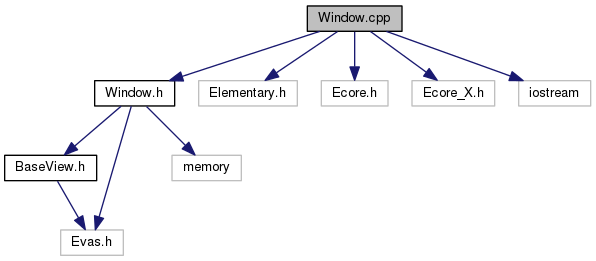 Window.cpp
Window.h
Elementary.h
Ecore.h
Ecore_X.h
iostream
BaseView.h
memory
Evas.h